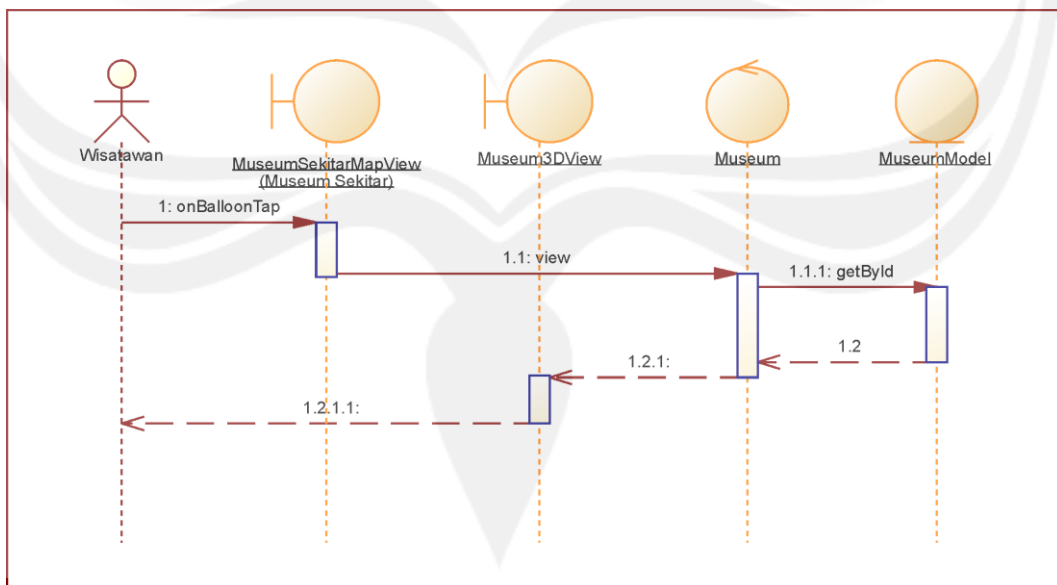 Wisatawan
MuseumSekitarMapView
(Museum Sekitar)
Museum3DView
Museum
MuseumModel
1: onBalloonTap
1.1: view
1.1.1: getById
1.2
1.2.1:
1.2.1.1: